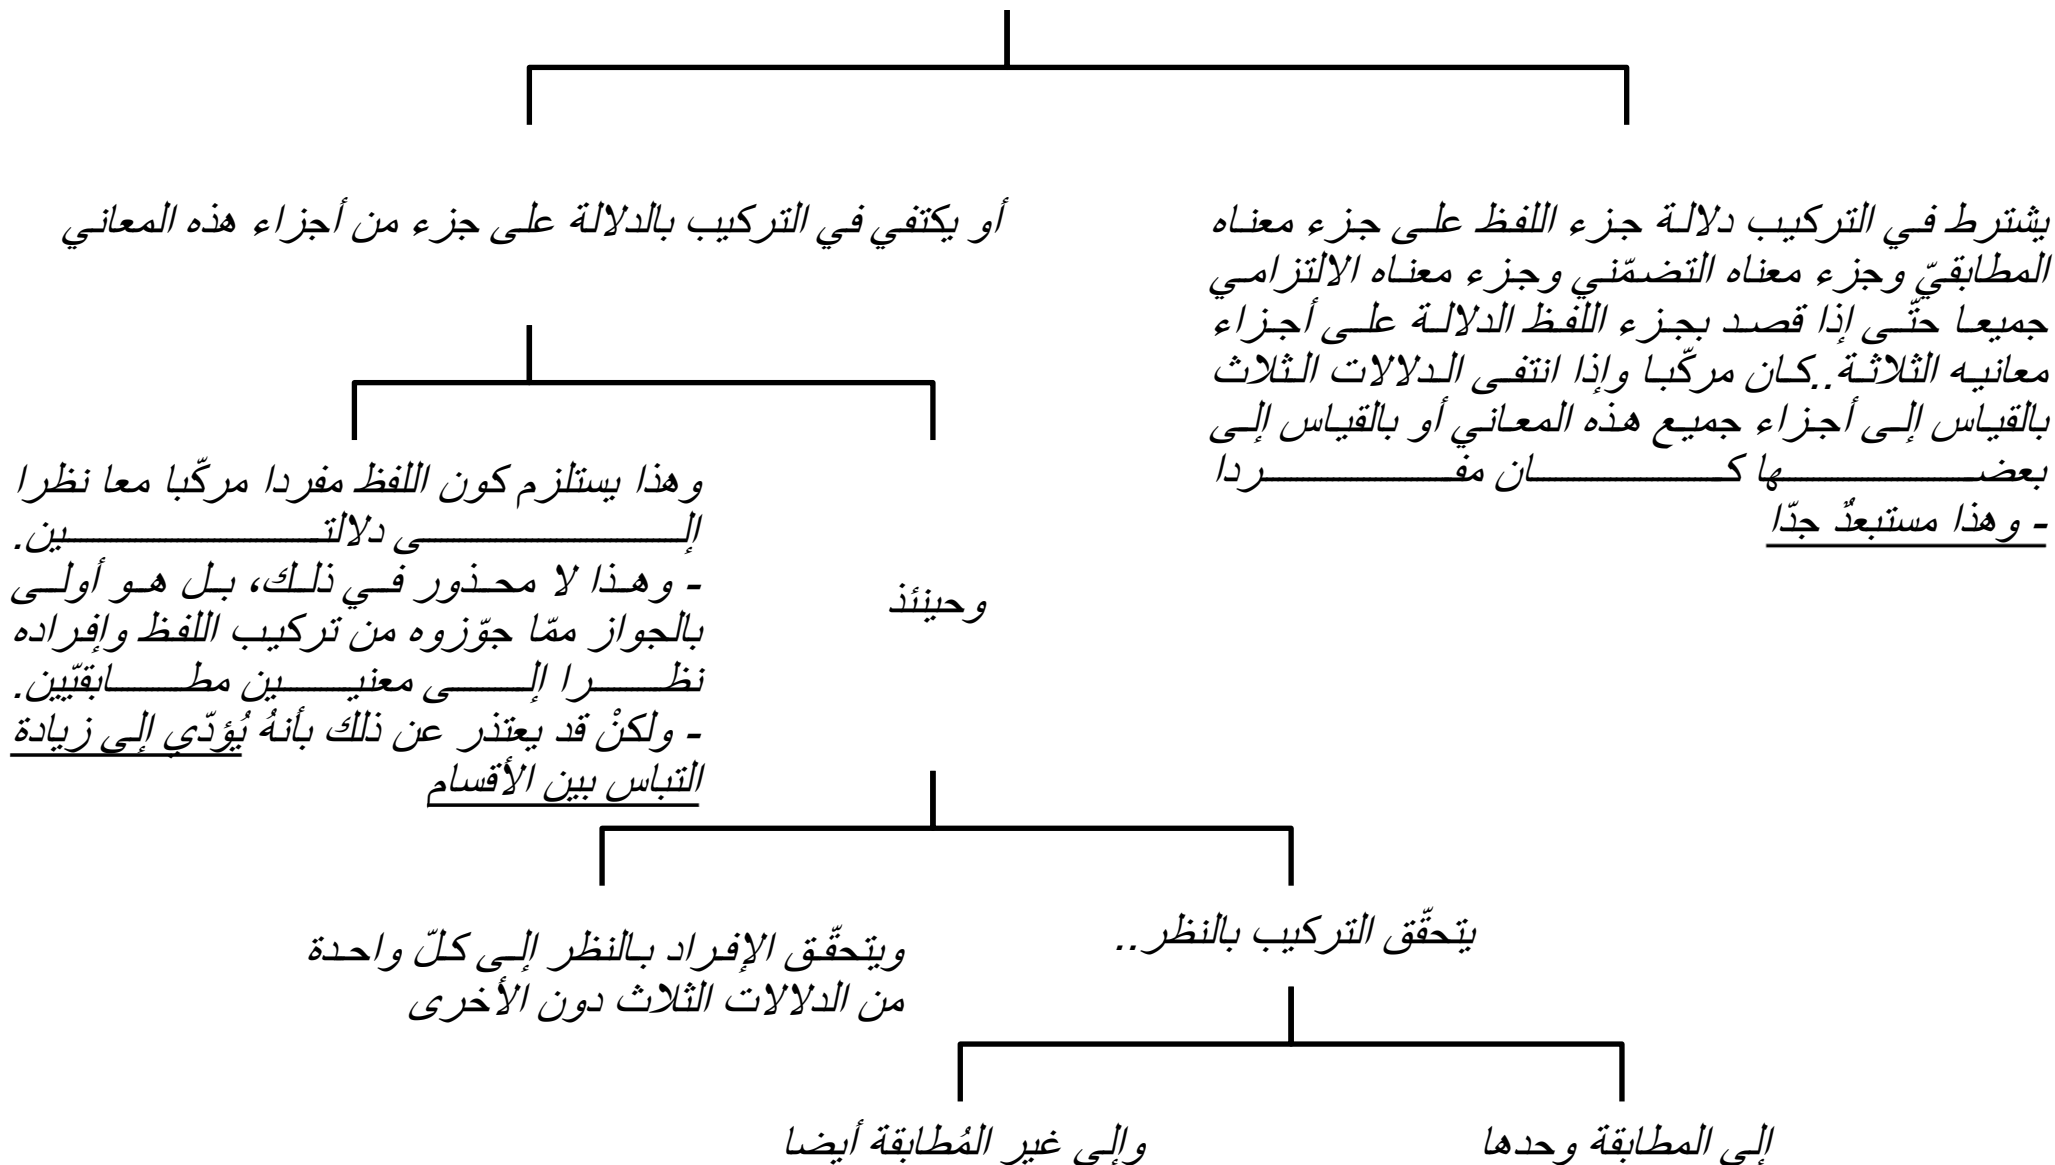 يشترط في التركيب دلالة جزء اللفظ على جزء معناه
المطابقيّ وجزء معناه التضمّني وجزء معناه الالتزامي
جميعا حتّى إذا قصد بجزء اللفظ الدلالة على أجزاء
معانيه الثلاثة..كان مركّبا وإذا انتفى الدلالات الثلاث
بالقياس إلى أجزاء جميع هذه المعاني أو بالقياس إلى
بعضها كان مفردا
- وهذا مستبعدٌ جدّا
أو يكتفي في التركيب بالدلالة على جزء من أجزاء هذه المعاني
وحينئذ
وهذا يستلزم كون اللفظ مفردا مركّبا معا نظرا
إلى دلالتين.
- وهذا لا محذور في ذلك، بل هو أولى
بالجواز ممّا جوّزوه من تركيب اللفظ وإفراده
نظرا إلى معنيين مطابقيّين.
- ولكنْ قد يعتذر عن ذلك بأنهُ يُؤدّي إلى زيادة
التباس بين الأقسام
يتحقّق التركيب بالنظر..
ويتحقّق الإفراد بالنظر إلى كلّ واحدة
من الدلالات الثلاث دون الأخرى
إلى المطابقة وحدها
وإلى غير المُطابقة أيضا